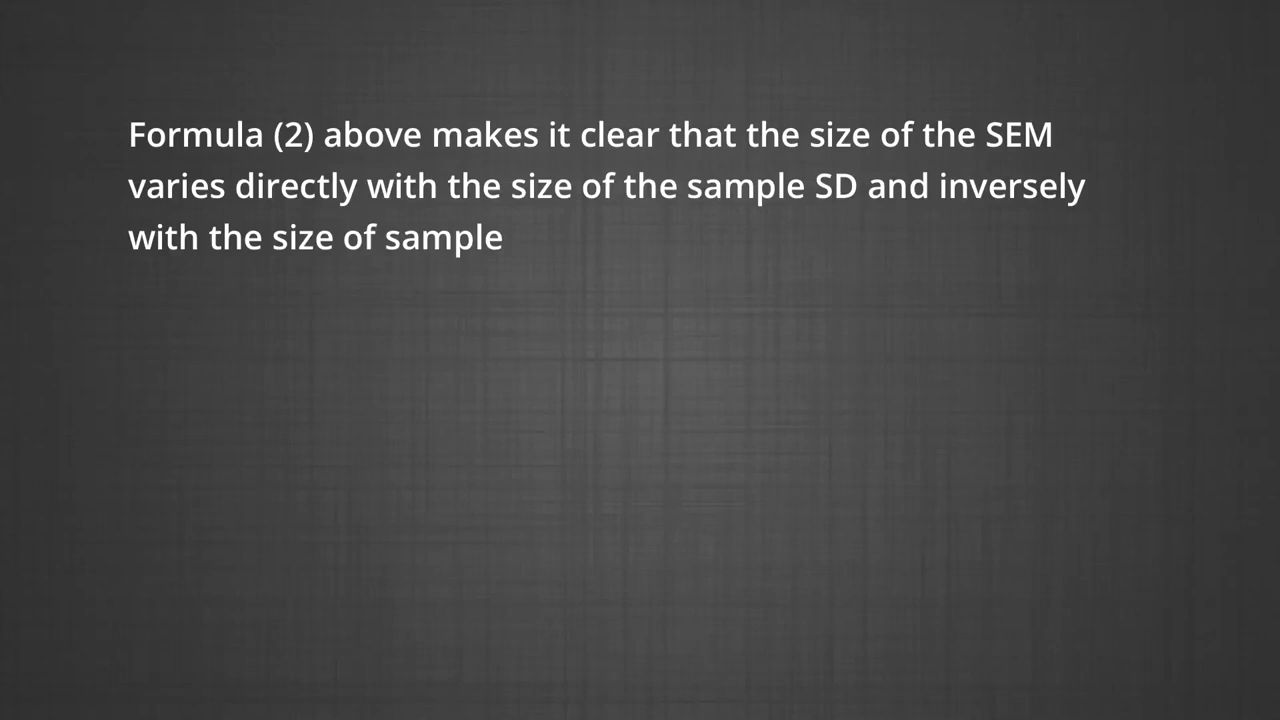 Formula (2) above makes it clear that the size of the SEM
varies directly with the size of the sample SD and inversely
with the size of sample